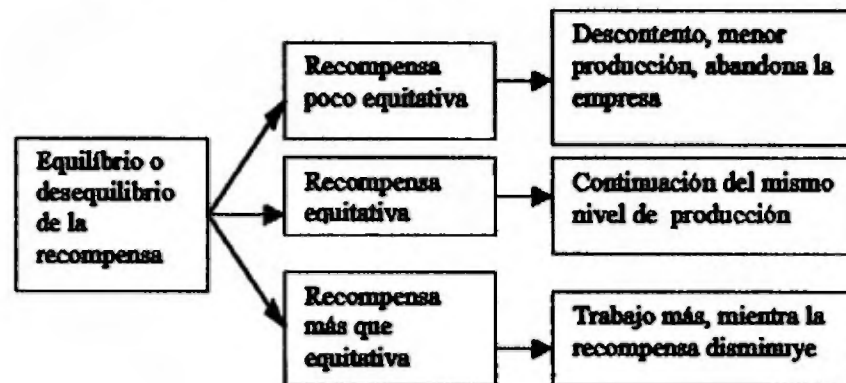 Equilibrio o
desequilibrio
de la
recompensa
Recompensa
poco equitativa
Descontento, menor
producción, abandona la
empresa
Recompensa
equitativa
Continuación del mismo
nivel de producción
Recompensa
más que
equitativa
Trabajo más, mientra la
recompensa disminuye